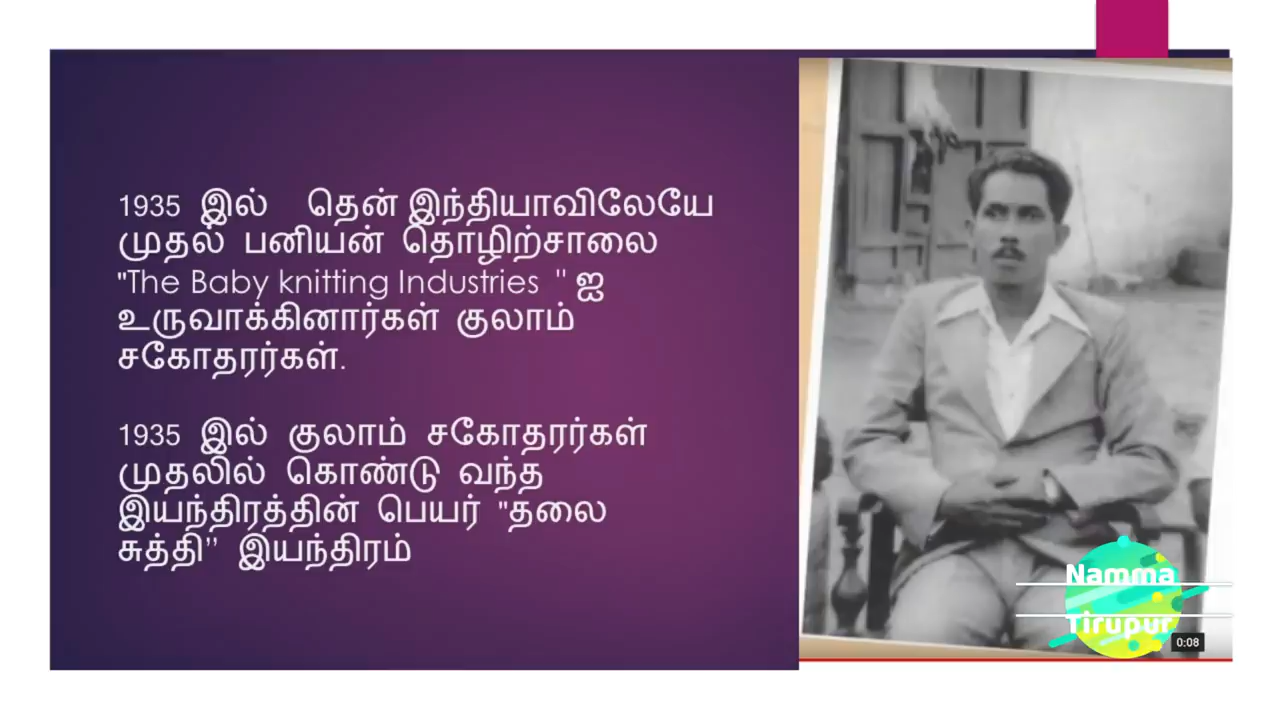 1935 இல் தென் இந்தியாவிலேயே
முதல் பனியன் தொழிற்சாலை
"The Baby knitting Industries " ஐ
உருவாக்கினார்கள் குலாம்
சகோதரர்கள்.
1935 இல் குலாம் சகோதரர்கள்
முதலில் கொண்டு வந்த
இயந்திரத்தின் பெயர் "தலை
சுத்தி” இயந்திரம்
Namma
Tirupur
0:08